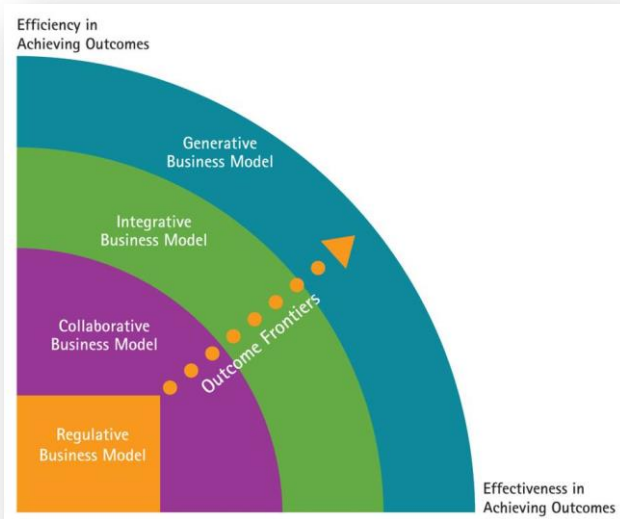 Efficiency in
Achieving Outcomes
Generative
Business Model
Integrative
Business Model
Collaborative
Business Model
Outcome Frontiers
Regulative
Business Model
Effectiveness in
Achieving Outcomes